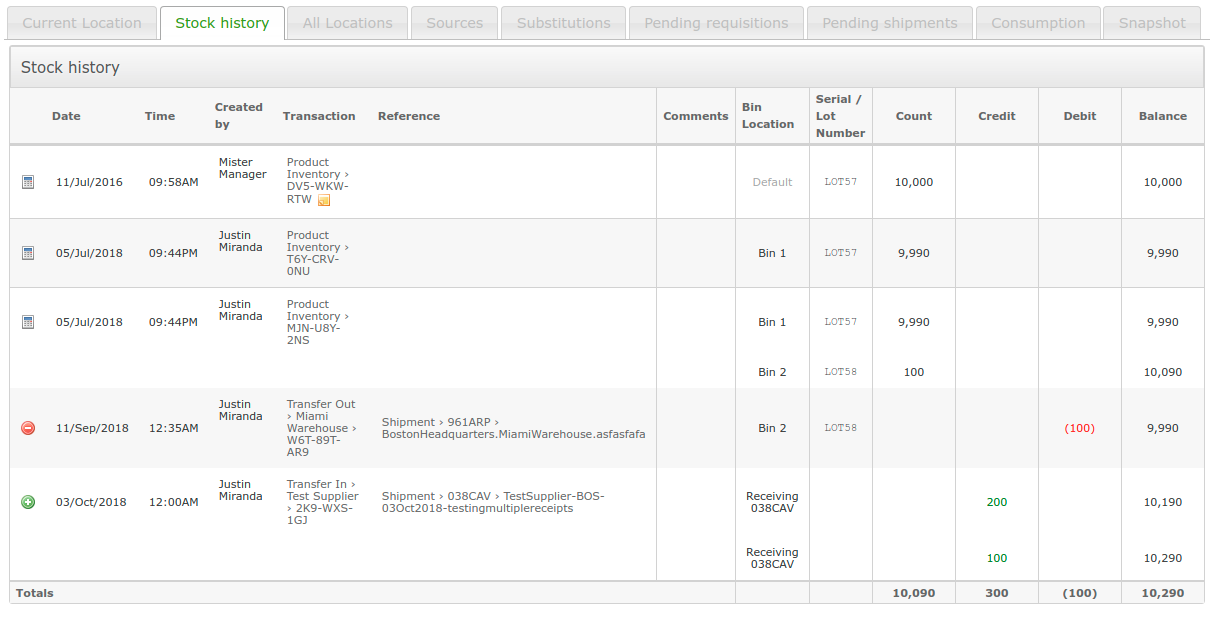 Current Location Stock history All Locations Sources Substitutions Pending requisitions Pending shipments Consumption Snapshot
Stock history
Date Time Created by Transaction Reference Comments Bin Location Serial / Lot Number Count Credit Debit Balance
11/Jul/2016 09:58AM Mister Manager Product Inventory › DV5-WKW-RTW Default LOT57 10,000 10,000
05/Jul/2018 09:44PM Justin Miranda Product Inventory › T6Y-CRV-0NU Bin 1 LOT57 9,990 9,990
05/Jul/2018 09:44PM Justin Miranda Product Inventory › MJN-U8Y-2NS Bin 1 LOT57 9,990 9,990
Bin 2 LOT58 100 10,090
11/Sep/2018 12:35AM Justin Miranda Transfer Out › Miami Warehouse › W6T-89T-AR9 Shipment › 961ARP › BostonHeadquarters.MiamiWarehouse.asfasfafa Bin 2 LOT58 (100) 9,990
03/Oct/2018 12:00AM Justin Miranda Transfer In › Test Supplier › 2K9-WXS-1GJ Shipment › 038CAV › TestSupplier-BOS-03Oct2018-testingmultiplereceipts Receiving 038CAV 200 10,190
Receiving 038CAV 100 10,290
Totals 10,090 300 (100) 10,290